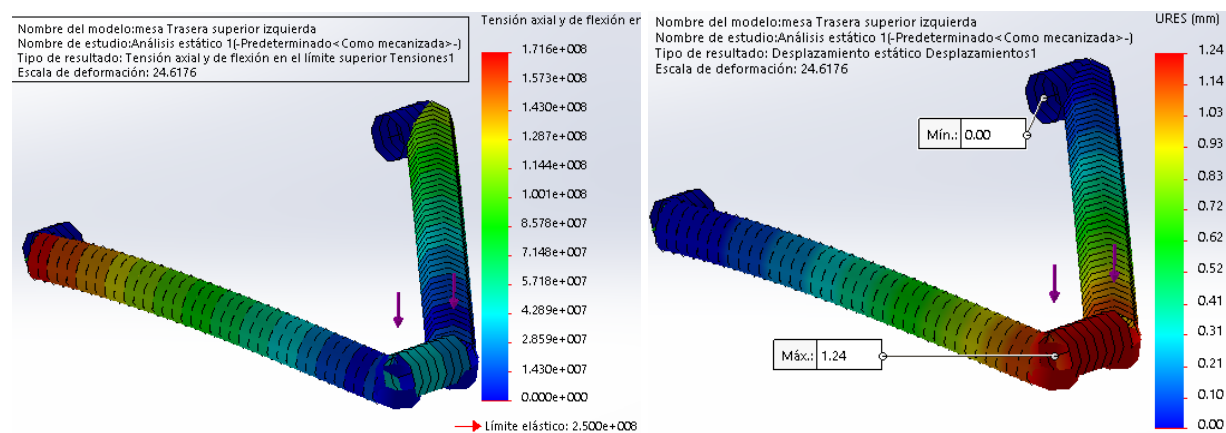 Nombre del modelo:mesa Trasera superior izquierda
Nombre de estudio:Análisis estático 1(-Predeterminado<Como mecanizado>-)
Tipo de resultado: Tensión axial y de flexión en el límite superior Tensiones1
Escala de deformación: 24.6176
Tensión axial y de flexión en
1.716e+008
1.573e+008
1.430e+008
1.287e+008
1.144e+008
1.001e+008
8.578e+007
7.148e+007
5.718e+007
4.289e+007
2.859e+007
1.430e+007
0.000e+000
Límite elástico: 2.500e+008
Nombre del modelo:mesa Trasera superior izquierda
Nombre de estudio:Análisis estático 1(-Predeterminado<Como mecanizado>-)
Tipo de resultado: Desplazamiento estático Desplazamientos1
Escala de deformación: 24.6176
Mín.: 0.00
Máx.: 1.24
URES (mm)
1.24
1.14
1.03
0.93
0.83
0.72
0.62
0.52
0.41
0.31
0.21
0.10
0.00